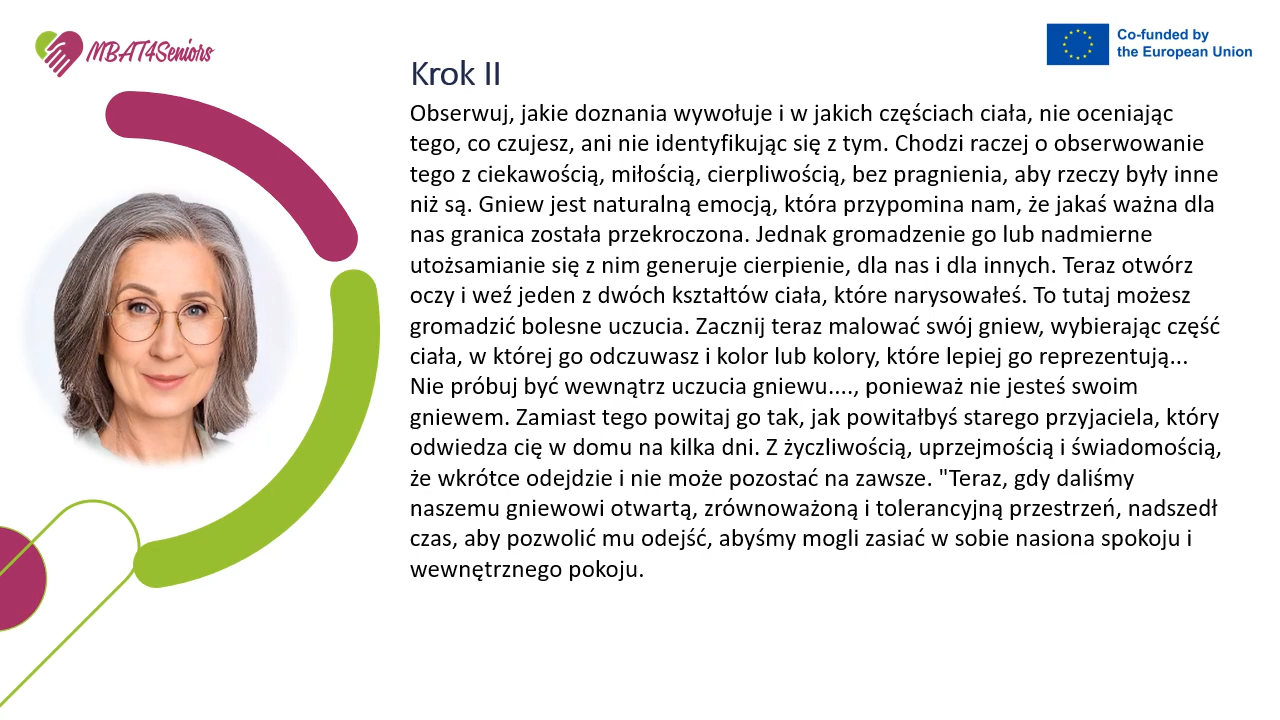 MBAT4Seniors
Co-funded by
the European Union
Krok II
Obserwuj, jakie doznania wywołuje i w jakich częściach ciała, nie oceniając
tego, co czujesz, ani nie identyfikując się z tym. Chodzi raczej o obserwowanie
tego z ciekawością, miłością, cierpliwością, bez pragnienia, aby rzeczy były inne
niż są. Gniew jest naturalną emocją, która przypomina nam, że jakaś ważna dla
nas granica została przekroczona. Jednak gromadzenie go lub nadmierne
utożsamianie się z nim generuje cierpienie, dla nas i dla innych. Teraz otwórz
oczy i weź jeden z dwóch kształtów ciała, które narysowałeś. To tutaj możesz
gromadzić bolesne uczucia. Zacznij teraz malować swój gniew, wybierając część
ciała, w której go odczuwasz i kolor lub kolory, które lepiej go reprezentują...
Nie próbuj być wewnątrz uczucia gniewu...., ponieważ nie jesteś swoim
gniewem. Zamiast tego powitaj go tak, jak powitałbyś starego przyjaciela, który
odwiedza cię w domu na kilka dni. Z życzliwością, uprzejmością i świadomością,
że wkrótce odejdzie i nie może pozostać na zawsze. "Teraz, gdy daliśmy
naszemu gniewowi otwartą, zrównoważoną i tolerancyjną przestrzeń, nadszedł
czas, aby pozwolić mu odejść, abyśmy mogli zasiać w sobie nasiona spokoju i
wewnętrznego pokoju.